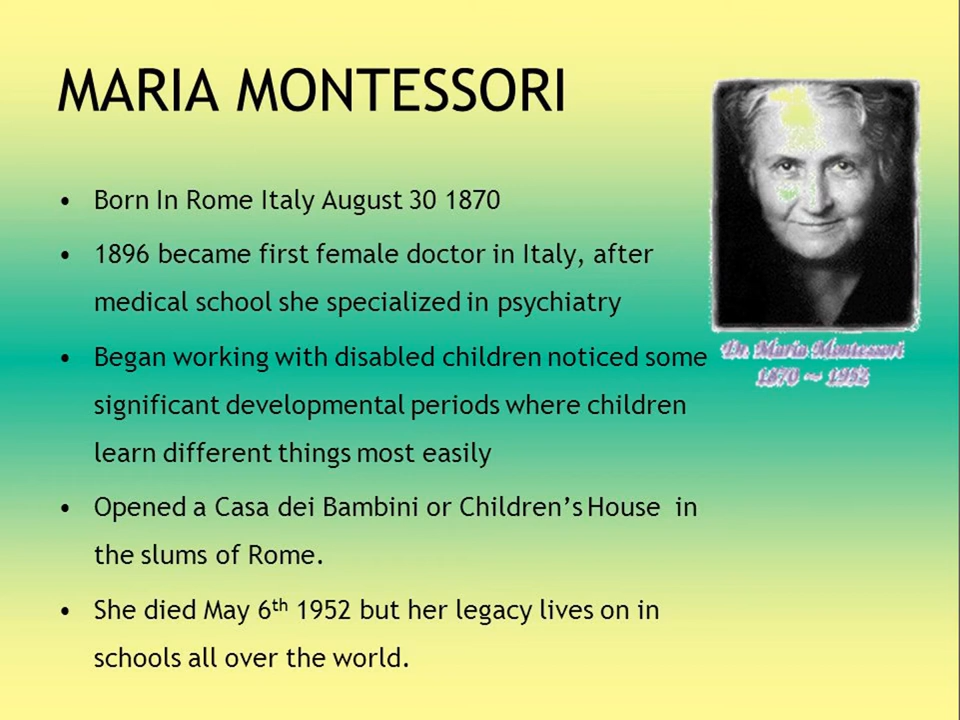 MARIA MONTESSORI
• Born In Rome Italy August 30 1870
• 1896 became first female doctor in Italy, after
medical school she specialized in psychiatry
• Began working with disabled children noticed some
significant developmental periods where children
learn different things most easily
• Opened a Casa dei Bambini or Children’s House in
the slums of Rome.
• She died May 6th 1952 but her legacy lives on in
schools all over the world.
Dr. Maria Montessori
1870 ~ 1952